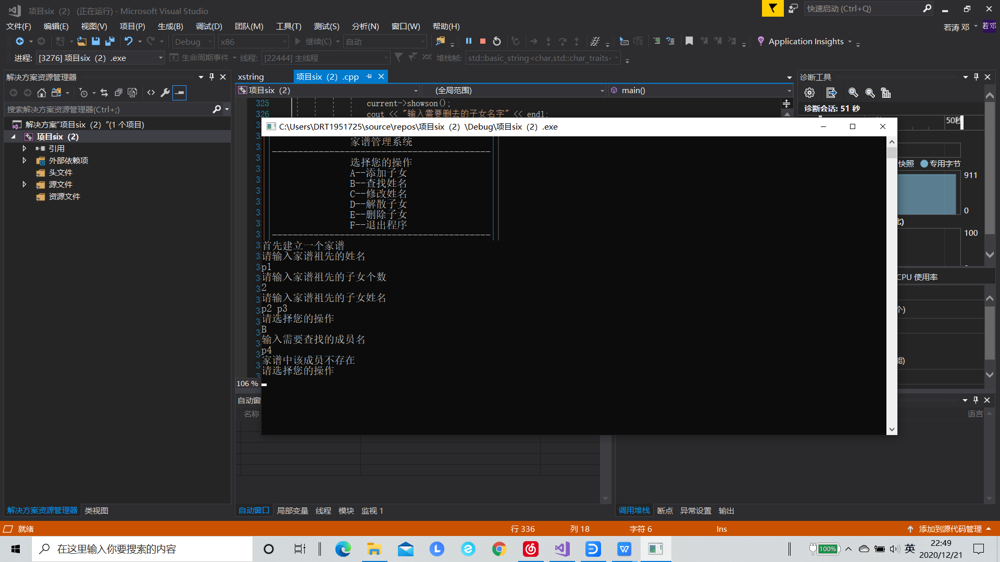 项目six（2） (正在运行) - Microsoft Visual Studio
快速启动 (Ctrl+Q)
文件(F) 编辑(E) 视图(V) 项目(P) 生成(B) 调试(D) 团队(M) 工具(T) 测试(S) 分析(N) 窗口(W) 帮助(H)
若涛 邓 若邓
Debug x86 继续(C) 自动 Application Insights
进程: [3276] 项目six（2）.exe 生命周期事件 线程: [22444] 主线程 堆栈帧: std::basic_string<char,std::char_traits<
解决方案资源管理器
搜索解决方案资源管理器(Ctrl+;)
解决方案"项目six（2）"(1 个项目)
项目six（2）
引用
外部依赖项
头文件
源文件
资源文件
解决方案资源管理器 类视图
xstring 项目six（2）.cpp
项目six（2） (全局范围) main()
325 current->showson();
326 cout << "输入需要删去的子女名字" << endl;
C:\Users\DRT1951725\source\repos\项目six（2）\Debug\项目six（2）.exe
家谱管理系统
------------------------------------------
选择您的操作
A--添加子女
B--查找姓名
C--修改姓名
D--解散子女
E--删除子女
F--退出程序
------------------------------------------
首先建立一个家谱
请输入家谱祖先的姓名
p1
请输入家谱祖先的子女个数
2
请输入家谱祖先的子女姓名
p2 p3
请选择您的操作
B
输入需要查找的成员名
p4
家谱中该成员不存在
请选择您的操作
106 %
自动窗
名称
自动窗口 局部变量 线程 模块 监视 1
诊断工具
诊断会话: 51 秒
50秒
快照 专用字节
911
0
100
CPU 使用率
语言
调用堆栈 断点 异常设置 输出
就绪 行 336 列 18 字符 6 Ins 添加到源代码管理
在这里输入你要搜索的内容
100% 英 22:49
2020/12/21